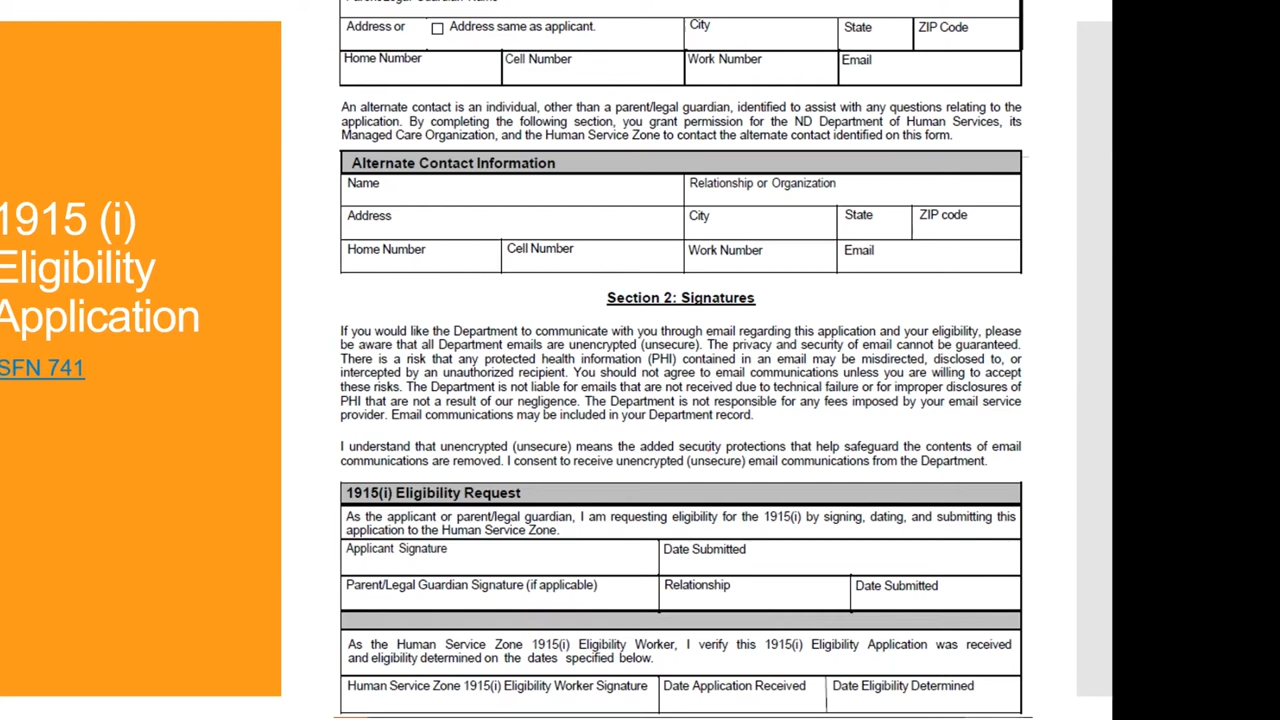 1915 (i)
Eligibility
Application
SFN 741
Address or Address same as applicant. City State ZIP Code
Home Number Cell Number Work Number Email
An alternate contact is an individual, other than a parent/legal guardian, identified to assist with any questions relating to the
application. By completing the following section, you grant permission for the ND Department of Human Services, its
Managed Care Organization, and the Human Service Zone to contact the alternate contact identified on this form.
Alternate Contact Information
Name Relationship or Organization
Address City State ZIP code
Home Number Cell Number Work Number Email
Section 2: Signatures
If you would like the Department to communicate with you through email regarding this application and your eligibility, please
be aware that all Department emails are unencrypted (unsecure). The privacy and security of email cannot be guaranteed.
There is a risk that any protected health information (PHI) contained in an email may be misdirected, disclosed to, or
intercepted by an unauthorized recipient. You should not agree to email communications unless you are willing to accept
these risks. The Department is not liable for emails that are not received due to technical failure or for improper disclosures of
PHI that are not a result of our negligence. The Department is not responsible for any fees imposed by your email service
provider. Email communications may be included in your Department record.
I understand that unencrypted (unsecure) means the added security protections that help safeguard the contents of email
communications are removed. I consent to receive unencrypted (unsecure) email communications from the Department.
1915(i) Eligibility Request
As the applicant or parent/legal guardian, I am requesting eligibility for the 1915(i) by signing, dating, and submitting this
application to the Human Service Zone.
Applicant Signature Date Submitted
Parent/Legal Guardian Signature (if applicable) Relationship Date Submitted
As the Human Service Zone 1915(i) Eligibility Worker, I verify this 1915(i) Eligibility Application was received
and eligibility determined on the dates specified below.
Human Service Zone 1915(i) Eligibility Worker Signature Date Application Received Date Eligibility Determined